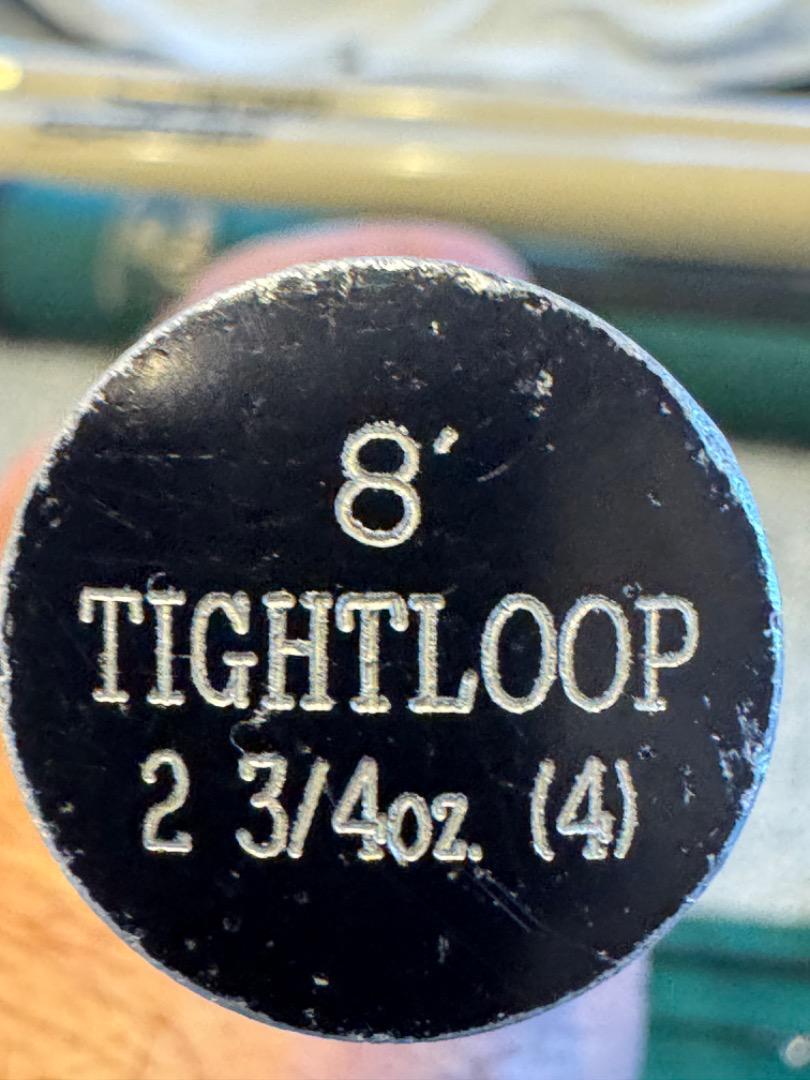 8′
TIGHTLOOP
2 3/4oz. (4)